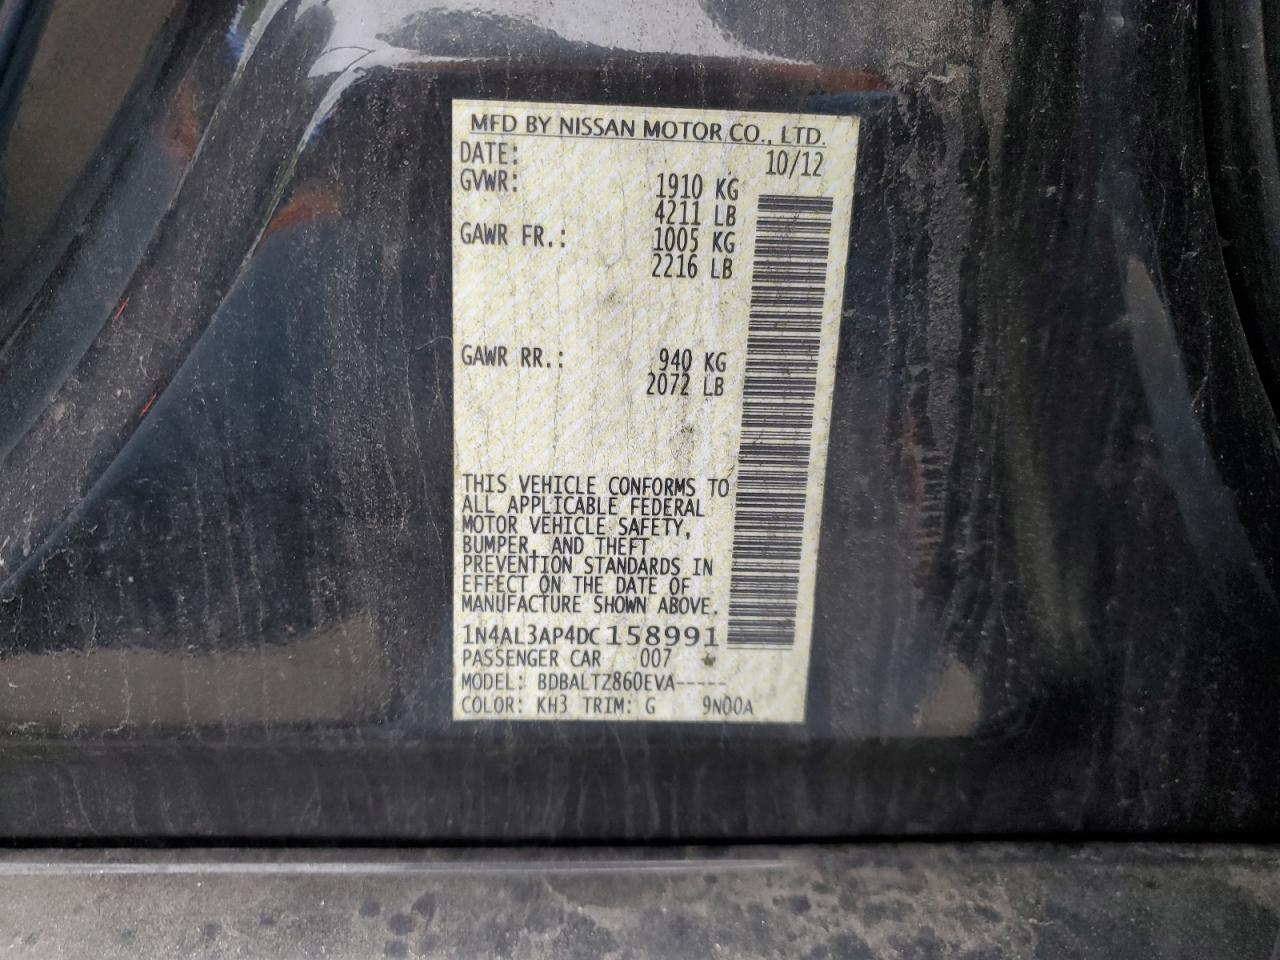 MFD BY NISSAN MOTOR CO., LTD.
DATE: 10/12
GVWR: 1910 KG
4211 LB
GAWR FR.: 1005 KG
2216 LB
GAWR RR.: 940 KG
2072 LB
THIS VEHICLE CONFORMS TO
ALL APPLICABLE FEDERAL
MOTOR VEHICLE SAFETY,
BUMPER, AND THEFT
PREVENTION STANDARDS IN
EFFECT ON THE DATE OF
MANUFACTURE SHOWN ABOVE.
1N4AL3AP4DC158991
PASSENGER CAR 007 *
MODEL: BDBALTZ860EVA-----
COLOR: KH3 TRIM: G 9N00A